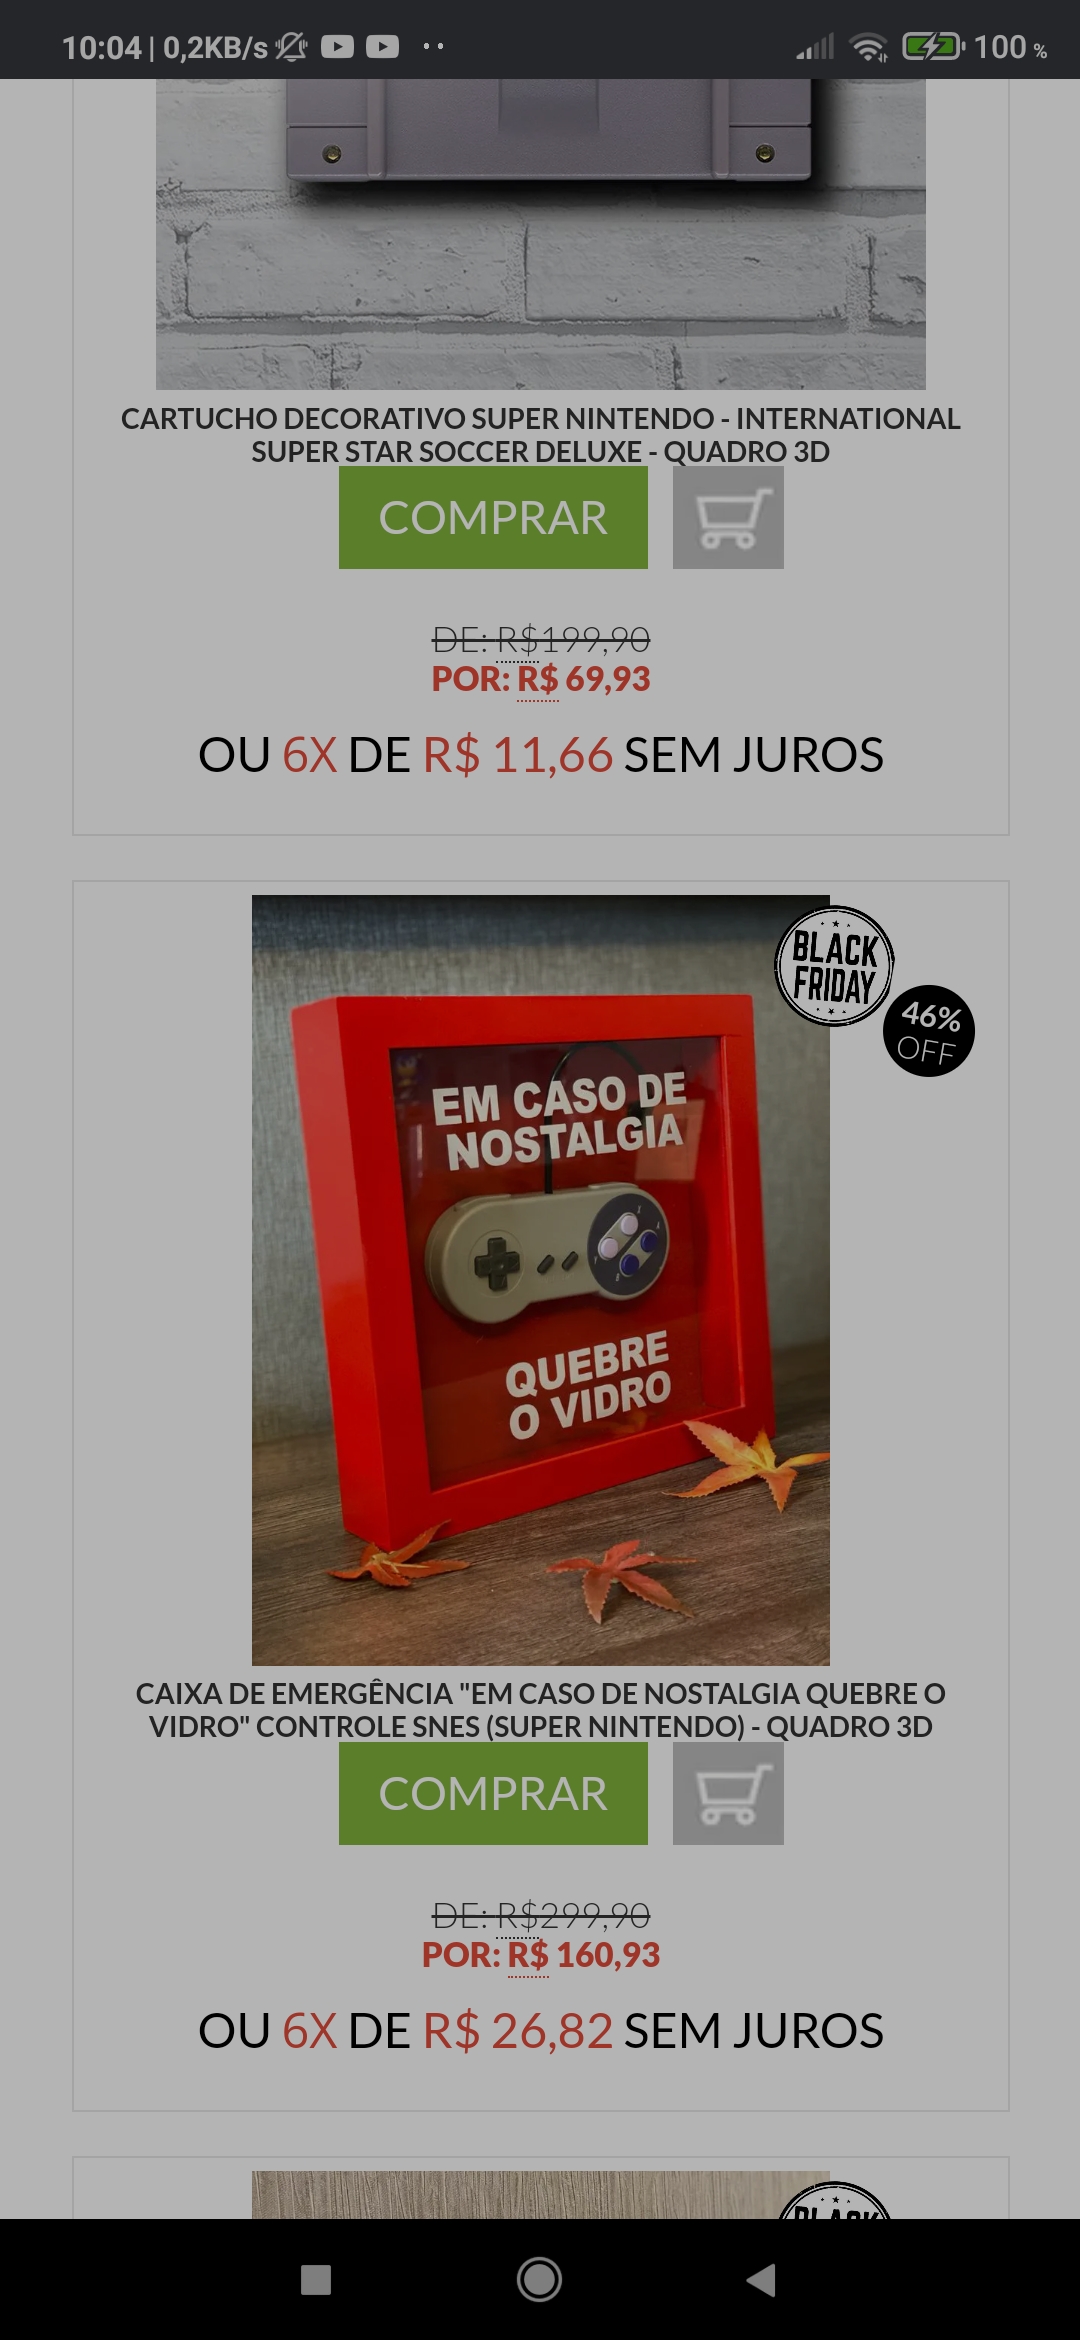 10:04 | 0,2KB/s
100 %
CARTUCHO DECORATIVO SUPER NINTENDO - INTERNATIONAL
SUPER STAR SOCCER DELUXE - QUADRO 3D
COMPRAR
DE: R$199,90
POR: R$ 69,93
OU 6X DE R$ 11,66 SEM JUROS
BLACK
FRIDAY
46%
OFF
EM CASO DE
NOSTALGIA
QUEBRE
O VIDRO
CAIXA DE EMERGÊNCIA "EM CASO DE NOSTALGIA QUEBRE O
VIDRO" CONTROLE SNES (SUPER NINTENDO) - QUADRO 3D
COMPRAR
DE: R$299,90
POR: R$ 160,93
OU 6X DE R$ 26,82 SEM JUROS
BLACK